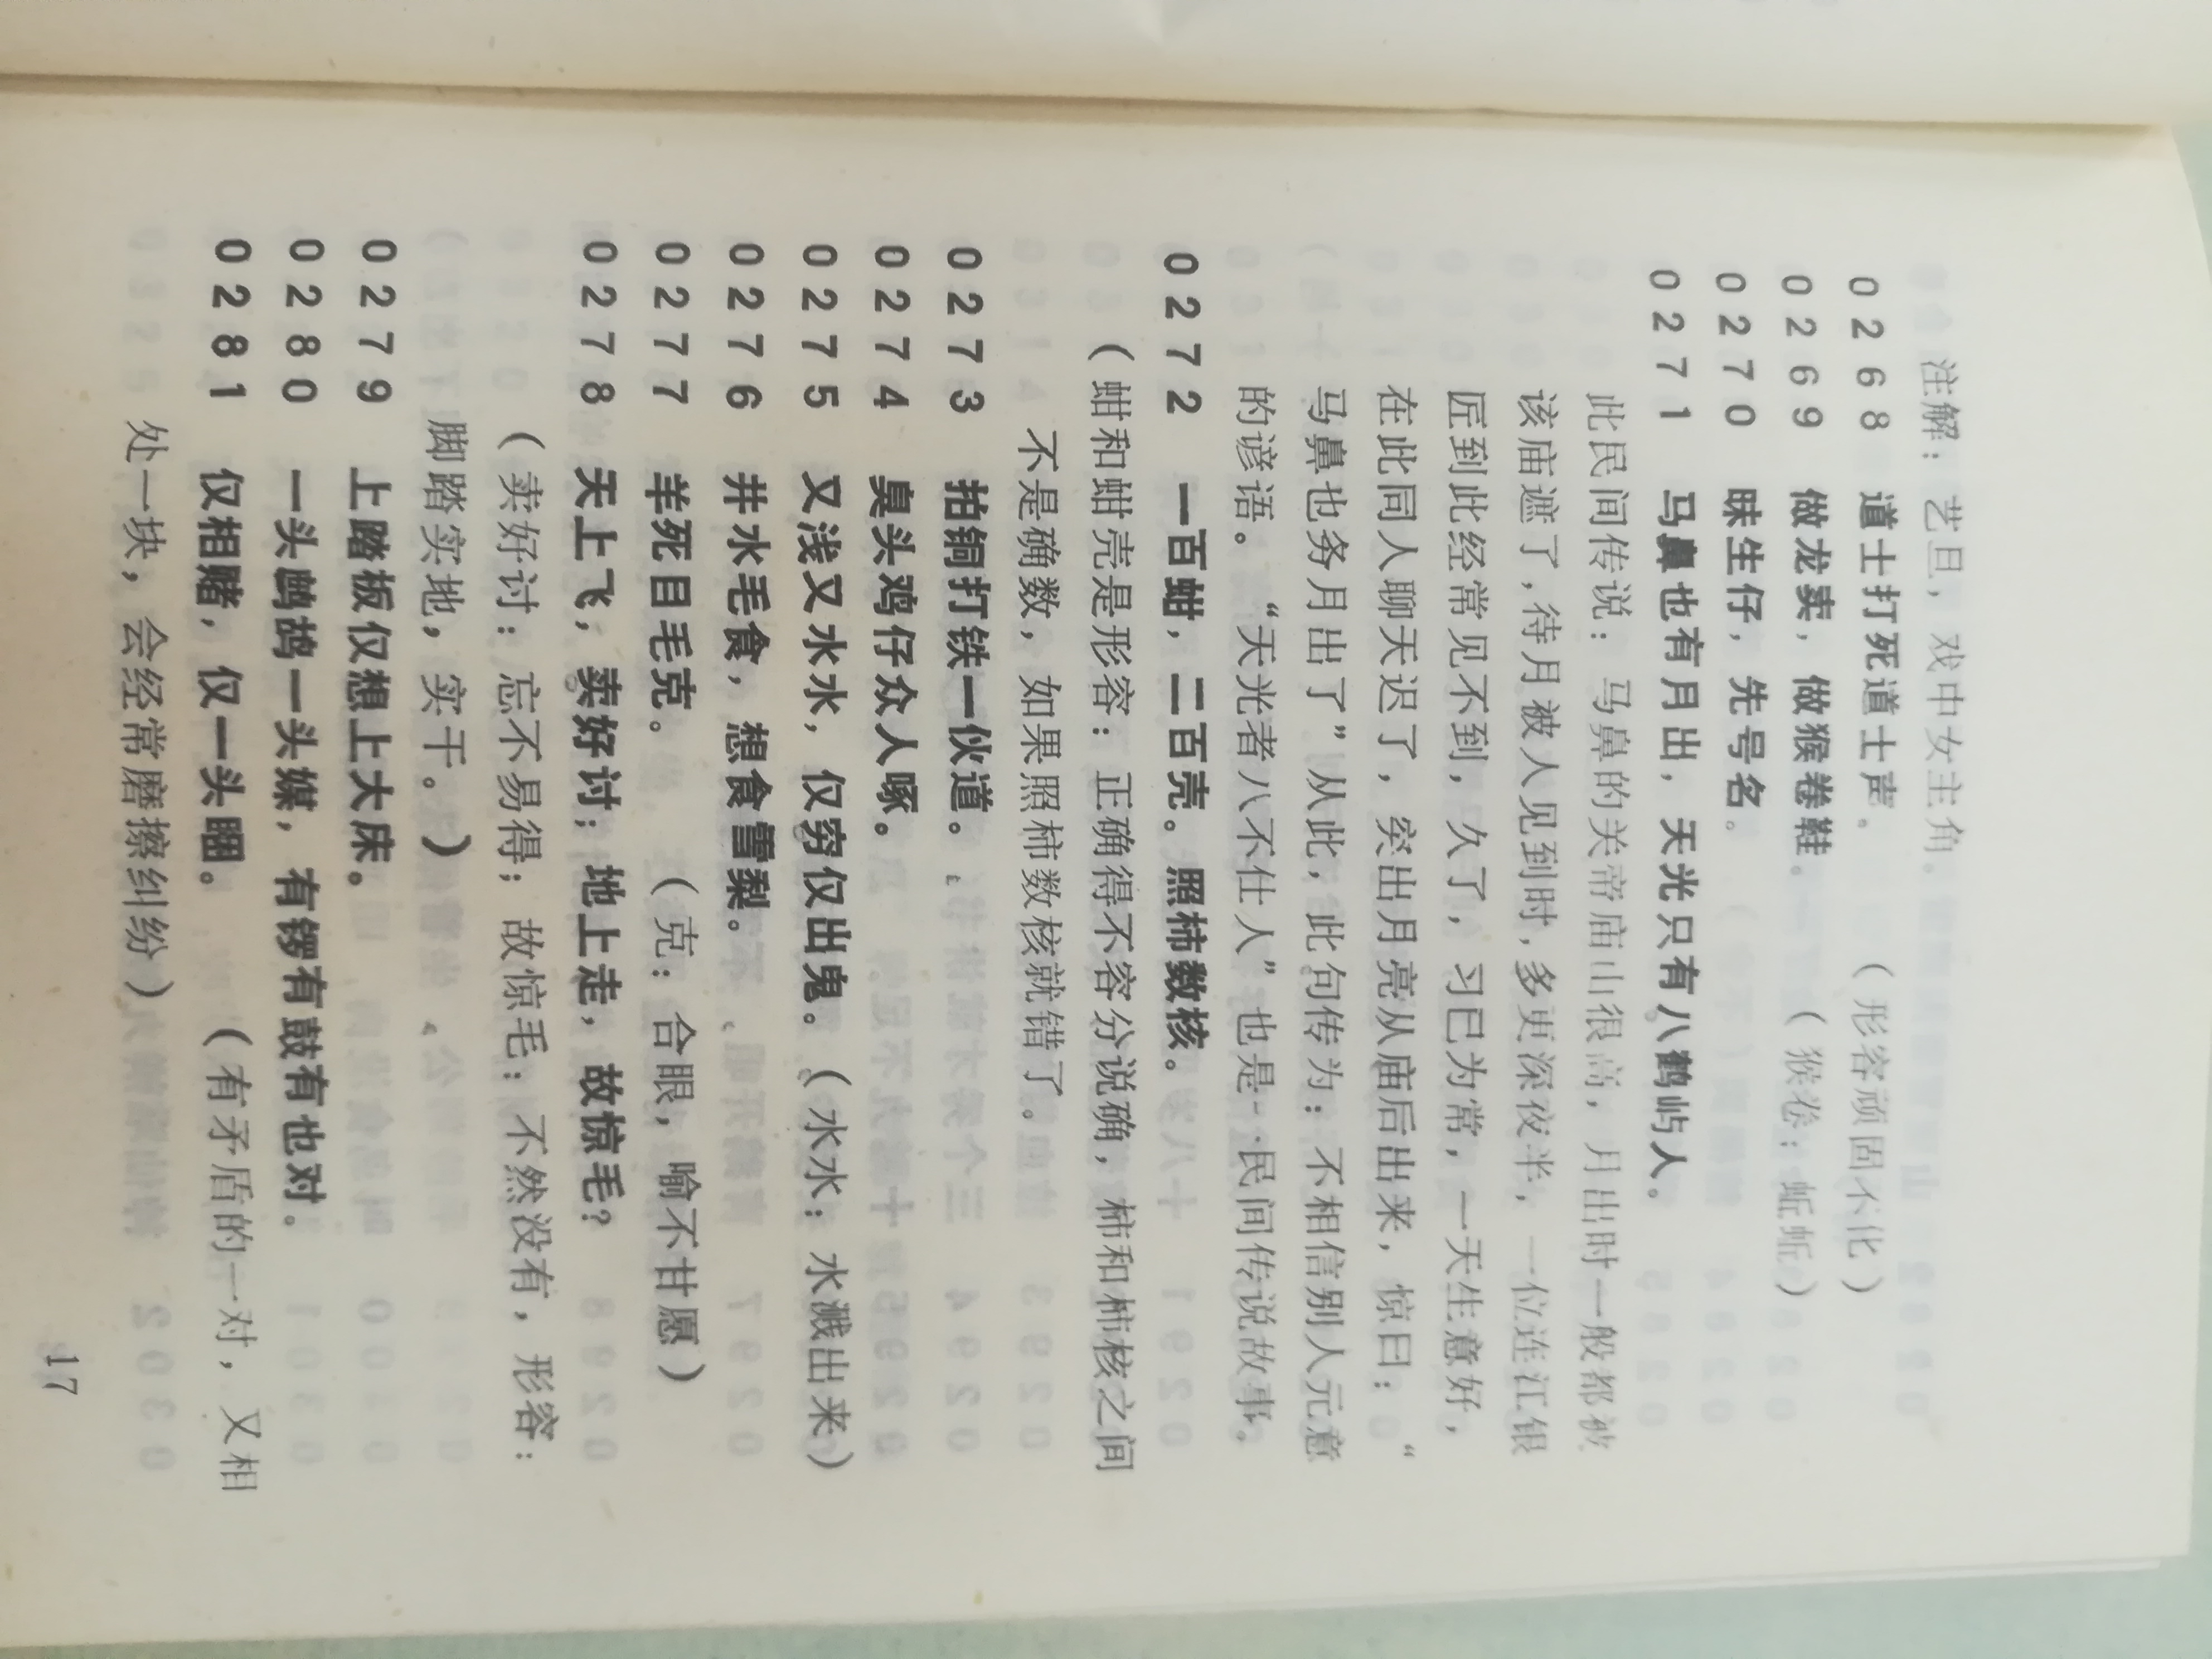 注解：艺旦，戏中女主角。
0268 道士打死道士声。 （形容顽固不化）
0269 做龙卖，做猴卷鞋。 （猴卷：蚯蚯）
0270 昧生仔，先号名。
0271 马鼻也有月出，天光只有八鹤屿人。
此民间传说：马鼻的关帝庙山很高，月出时一般都被
该庙遮了，待月被人见到时，多更深夜半，一位连江银
匠到此经常见不到，久了，习已为常，一天生意好，
在此同人聊天迟了，突出月亮从庙后出来，惊曰：“
马鼻也务月出了”从此，此句传为：不相信别人元意
的谚语。“天光者八不仕人”也是一民间传说故事。
0272 一百蚶，二百壳。照柿数核。
（蚶和蚶壳是形容：正确得不容分说确，柿和柿核之间
不是确数，如果照柿数核就错了。
0273 拍铜打铁一伙道。
0274 臭头鸡仔众人啄。
0275 又浅又水水，仅穷仅出鬼。（水水：水溅出来）
0276 井水毛食，想食雪梨。
0277 羊死目毛克。 （克：合眼，喻不甘愿）
0278 天上飞，卖好讨；地上走，故惊毛？
（卖好讨：忘不易得；故惊毛：不然没有，形容：
脚踏实地，实干。）
0279 上踏板仅想上大床。
0280 一头鹧鸪一头媒，有锣有鼓有也对。
0281 仅相赌，仅一头睏。 （有矛盾的一对，又相
处一块，会经常磨擦纠纷）
17